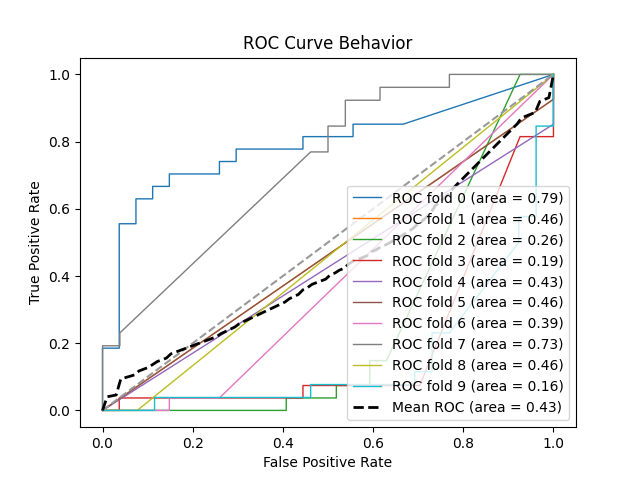 ROC Curve Behavior
True Positive Rate
1.0
0.8
0.6
0.4
0.2
0.0
ROC fold 0 (area = 0.79)
ROC fold 1 (area = 0.46)
ROC fold 2 (area = 0.26)
ROC fold 3 (area = 0.19)
ROC fold 4 (area = 0.43)
ROC fold 5 (area = 0.46)
ROC fold 6 (area = 0.39)
ROC fold 7 (area = 0.73)
ROC fold 8 (area = 0.46)
ROC fold 9 (area = 0.16)
Mean ROC (area = 0.43)
0.0 0.2 0.4 0.6 0.8 1.0
False Positive Rate